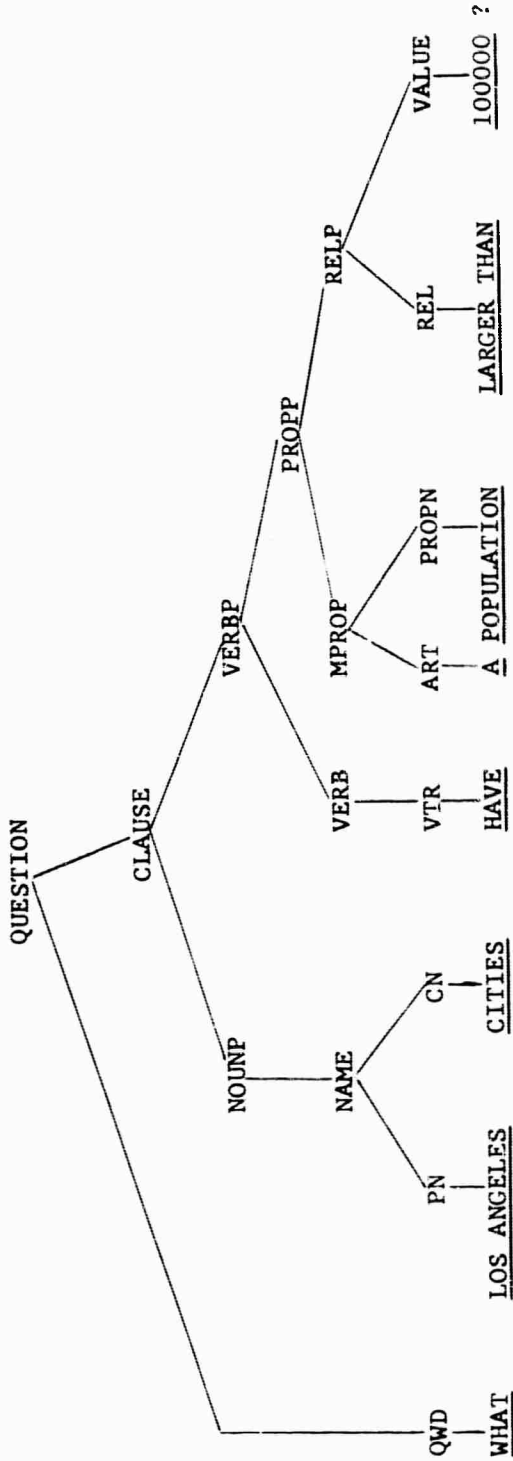 QUESTION
CLAUSE
NOUNP VERBP
PROPP
NAME VERB MPROP RELP
QWD PN CN VTR ART PROPN REL VALUE
WHAT LOS ANGELES CITIES HAVE A POPULATION LARGER THAN 100000 ?